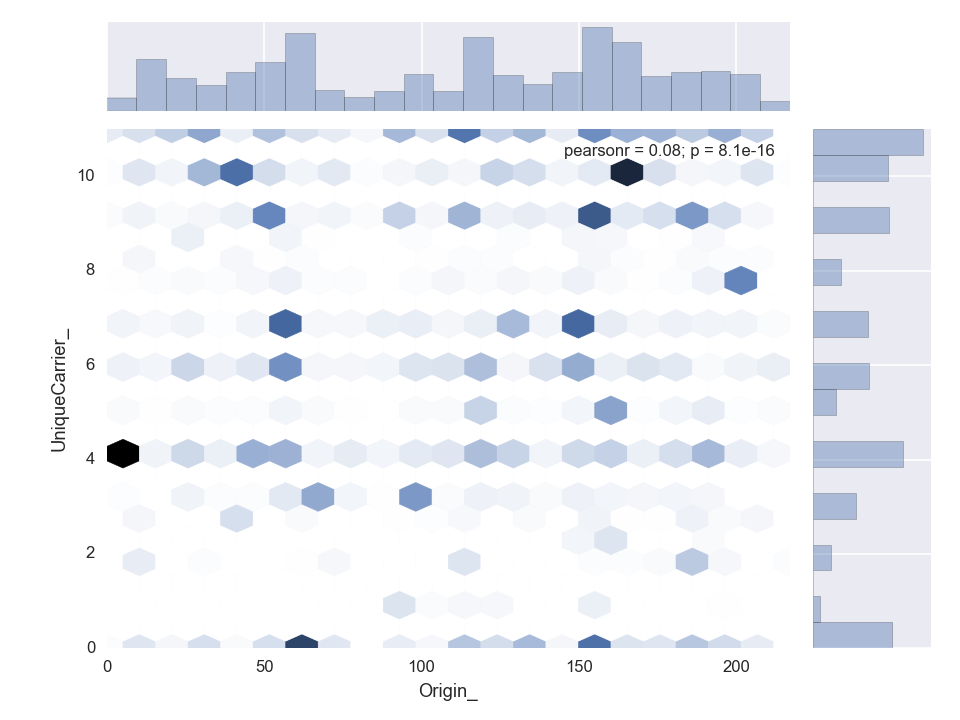 pearsonr = 0.08; p = 8.1e-16
10
8
6
4
2
0
UniqueCarrier_
0 50 100 150 200
Origin_